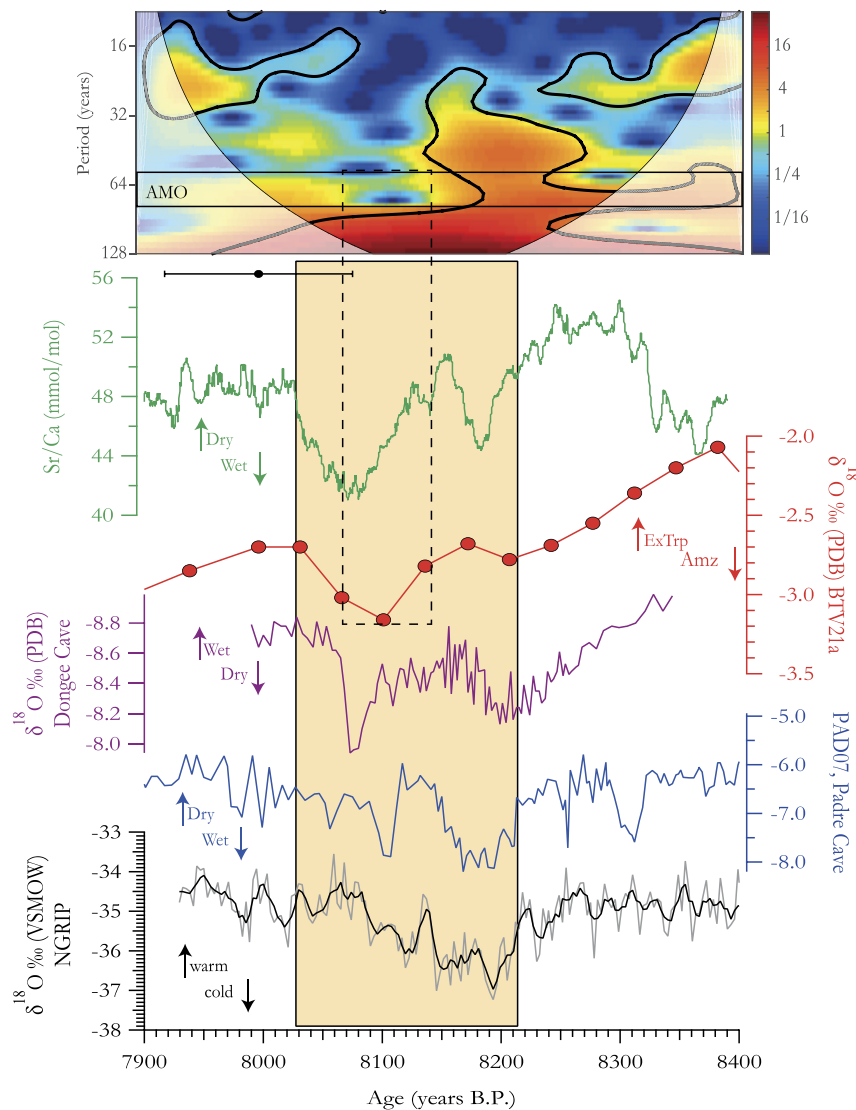 16
32
64
128
Period (years)
AMO
16
4
1
1/4
1/16
56
52
48
44
40
Sr/Ca (mmol/mol)
Dry
Wet
-2.0
-2.5
-3.0
-3.5
δ18O ‰ (PDB) BTV21a
ExTrp
Amz
-8.8
-8.6
-8.4
-8.2
-8.0
δ18O ‰ (PDB)
Dongee Cave
Wet
Dry
-5.0
-6.0
-7.0
-8.0
PAD07, Padre Cave
Dry
Wet
-33
-34
-35
-36
-37
-38
δ18O ‰ (VSMOW)
NGRIP
warm
cold
7900
8000
8100
8200
8300
8400
Age (years B.P.)